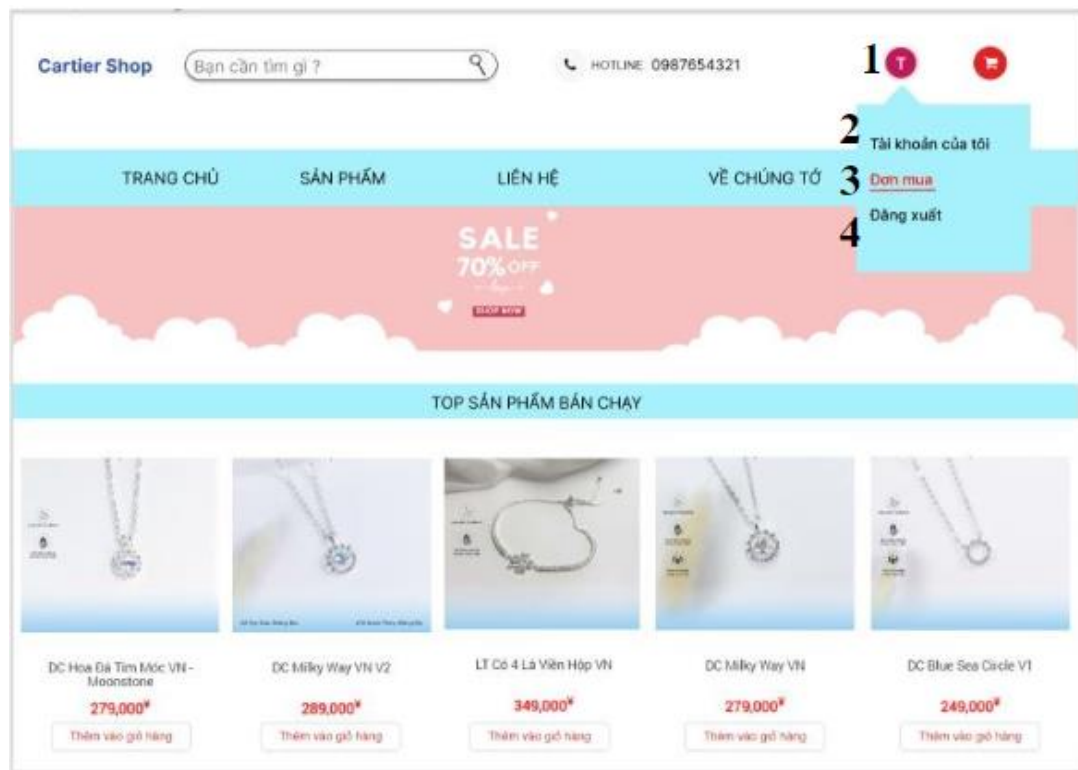 Cartier Shop
Bạn cần tìm gì ?
HOTLINE 0987654321
1
T
2
Tài khoản của tôi
TRANG CHỦ
SẢN PHẨM
LIÊN HỆ
VỀ CHÚNG TỚ
3
Đơn mua
4
Đăng xuất
SALE
70% OFF
SHOP NOW
TOP SẢN PHẨM BÁN CHẠY
DC Hoa Đá Tim Móc VN -
Moonstone
279,000¥
Thêm vào giỏ hàng
DC Milky Way VN V2
289,000¥
Thêm vào giỏ hàng
LT Cỏ 4 Lá Viền Hộp VN
349,000¥
Thêm vào giỏ hàng
DC Milky Way VN
279,000¥
Thêm vào giỏ hàng
DC Blue Sea Circle V1
249,000¥
Thêm vào giỏ hàng